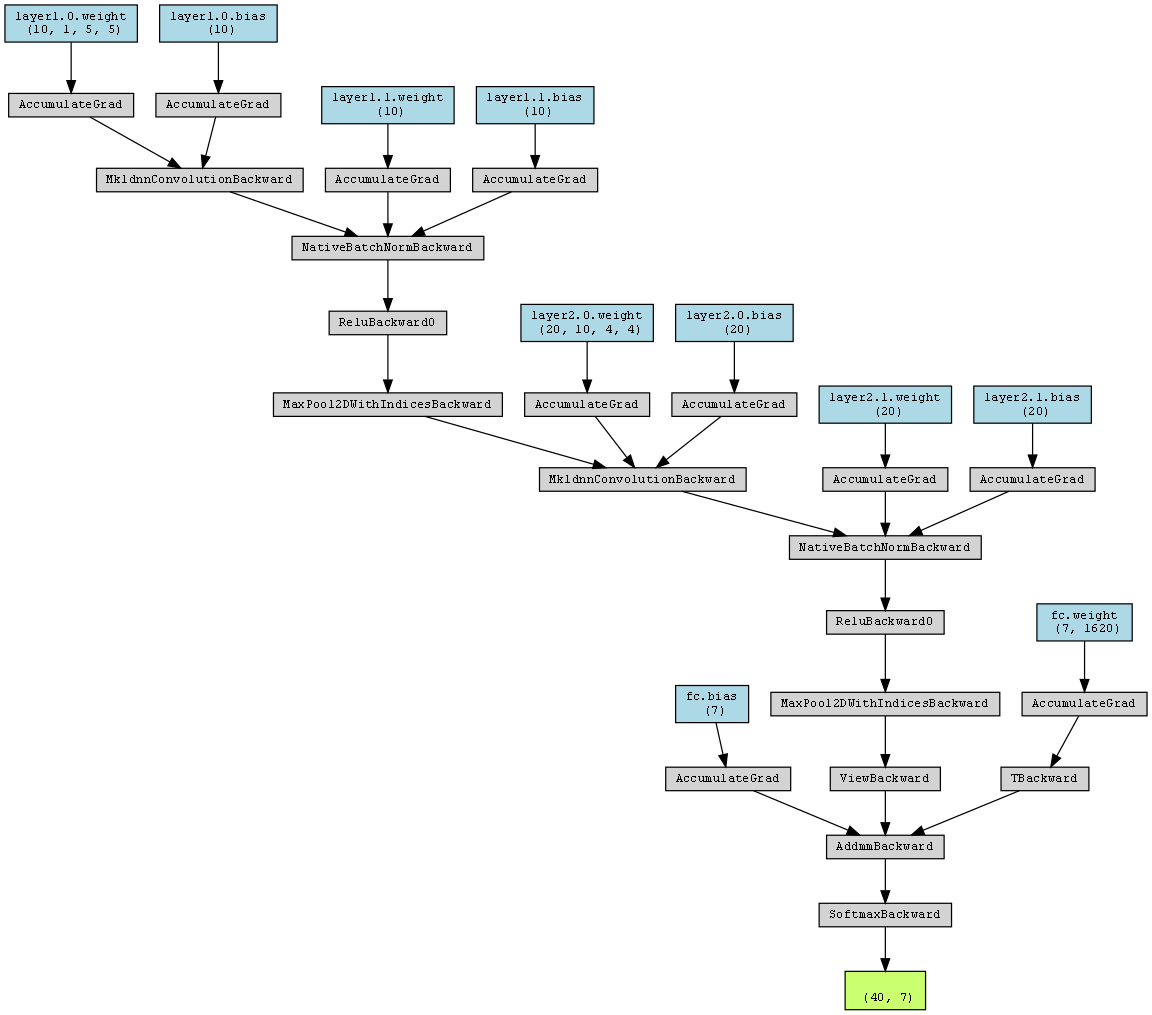 layer1.0.weight
(10, 1, 5, 5)
layer1.0.bias
(10)
AccumulateGrad
AccumulateGrad
layer1.1.weight
(10)
layer1.1.bias
(10)
MkldnnConvolutionBackward
AccumulateGrad
AccumulateGrad
NativeBatchNormBackward
ReluBackward0
layer2.0.weight
(20, 10, 4, 4)
layer2.0.bias
(20)
MaxPool2DWithIndicesBackward
AccumulateGrad
AccumulateGrad
layer2.1.weight
(20)
layer2.1.bias
(20)
MkldnnConvolutionBackward
AccumulateGrad
AccumulateGrad
NativeBatchNormBackward
ReluBackward0
fc.weight
(7, 1620)
fc.bias
(7)
MaxPool2DWithIndicesBackward
AccumulateGrad
AccumulateGrad
ViewBackward
TBackward
AddmmBackward
SoftmaxBackward
(40, 7)